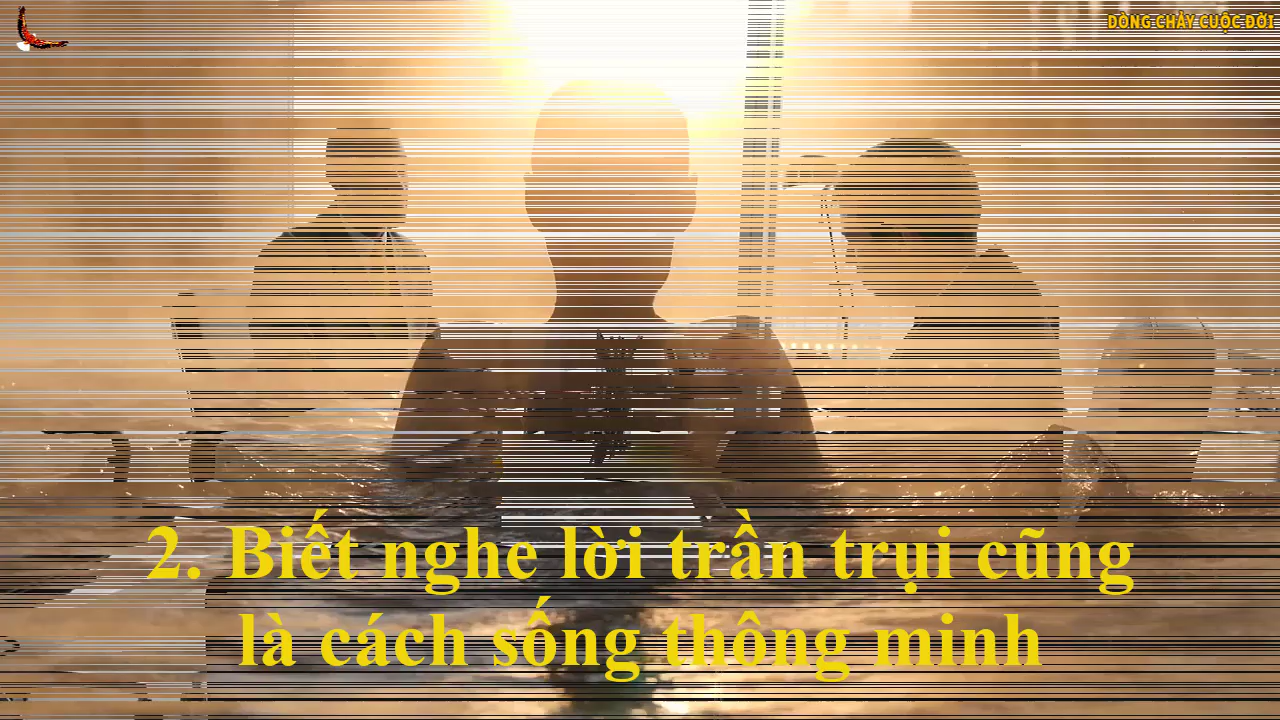 DÒNG CHẢY CUỘC ĐỜI
2. Biết nghe lời trần trụi cũng
là cách sống thông minh